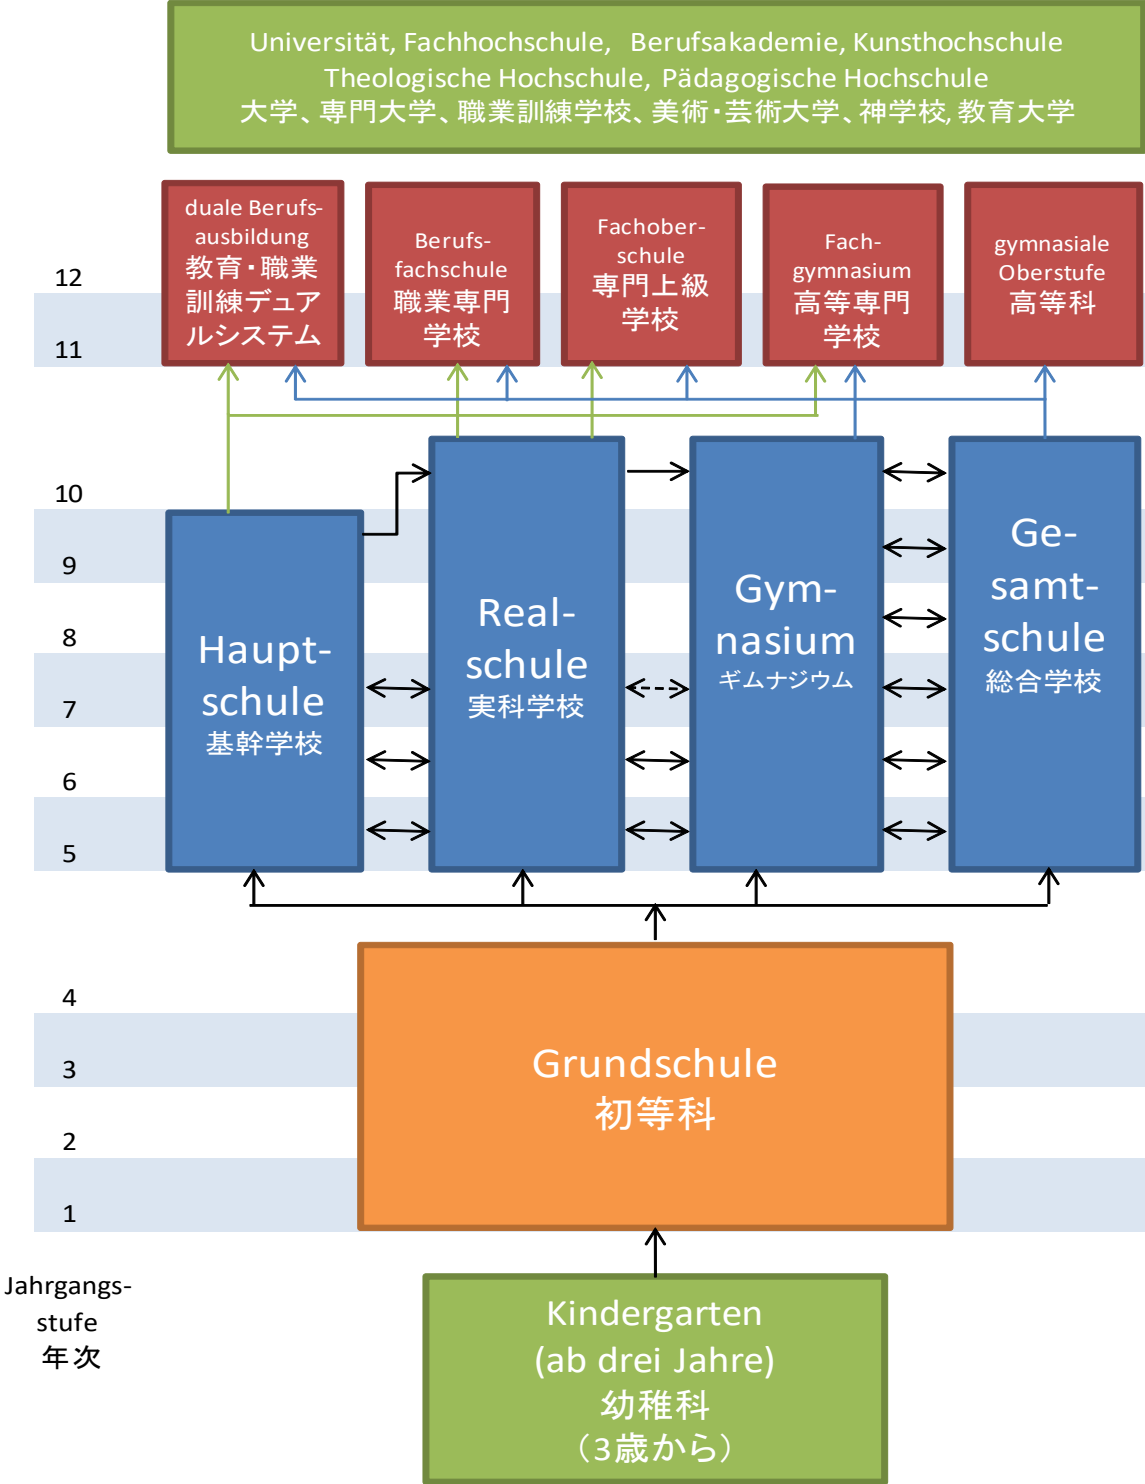 Universität, Fachhochschule, Berufsakademie, Kunsthochschule
Theologische Hochschule, Pädagogische Hochschule
大学、専門大学、職業訓練学校、美術・芸術大学、神学校, 教育大学
duale Berufs-
ausbildung
教育・職業
訓練デュア
ルシステム
Berufs-
fachschule
職業専門
学校
Fachober-
schule
専門上級
学校
Fach-
gymnasium
高等専門
学校
gymnasiale
Oberstufe
高等科
12
11
10
9
8
7
6
5
Haupt-
schule
基幹学校
Real-
schule
実科学校
Gym-
nasium
ギムナジウム
Ge-
samt-
schule
総合学校
4
3
2
1
Grundschule
初等科
Jahrgangs-
stufe
年次
Kindergarten
(ab drei Jahre)
幼稚科
（3歳から）